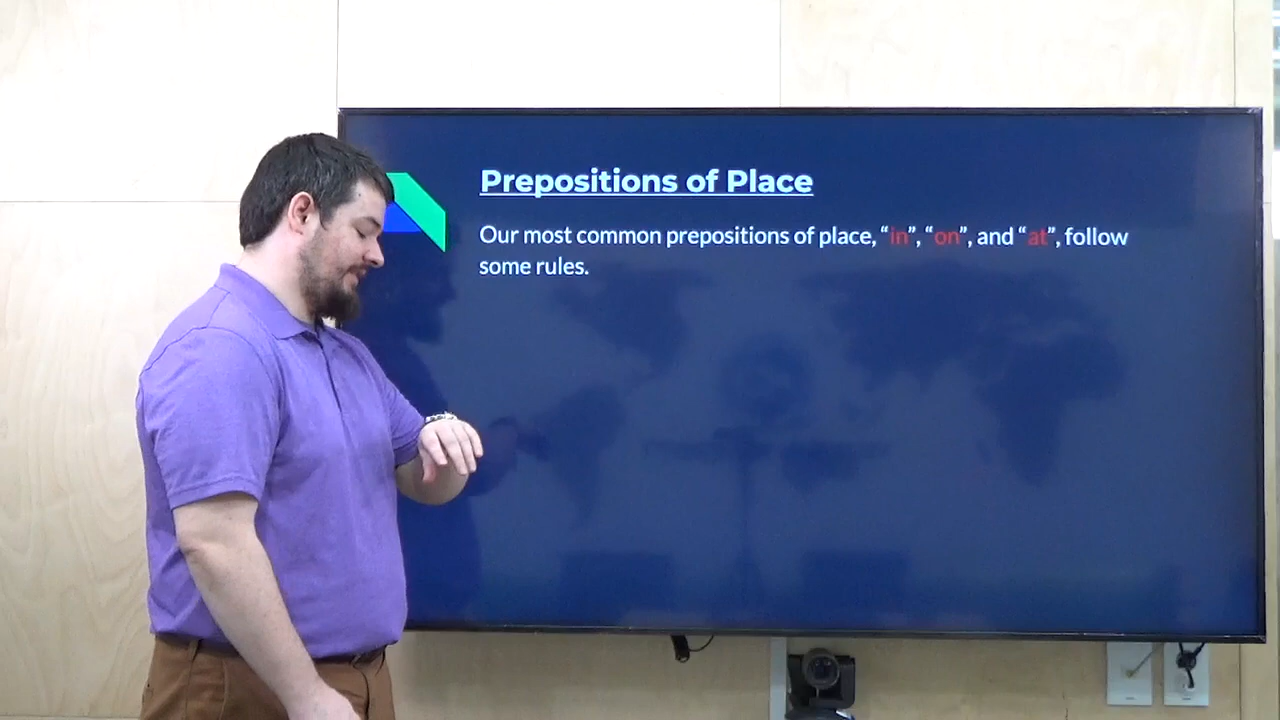 Prepositions of Place
Our most common prepositions of place, “in”, “on”, and “at”, follow
some rules.